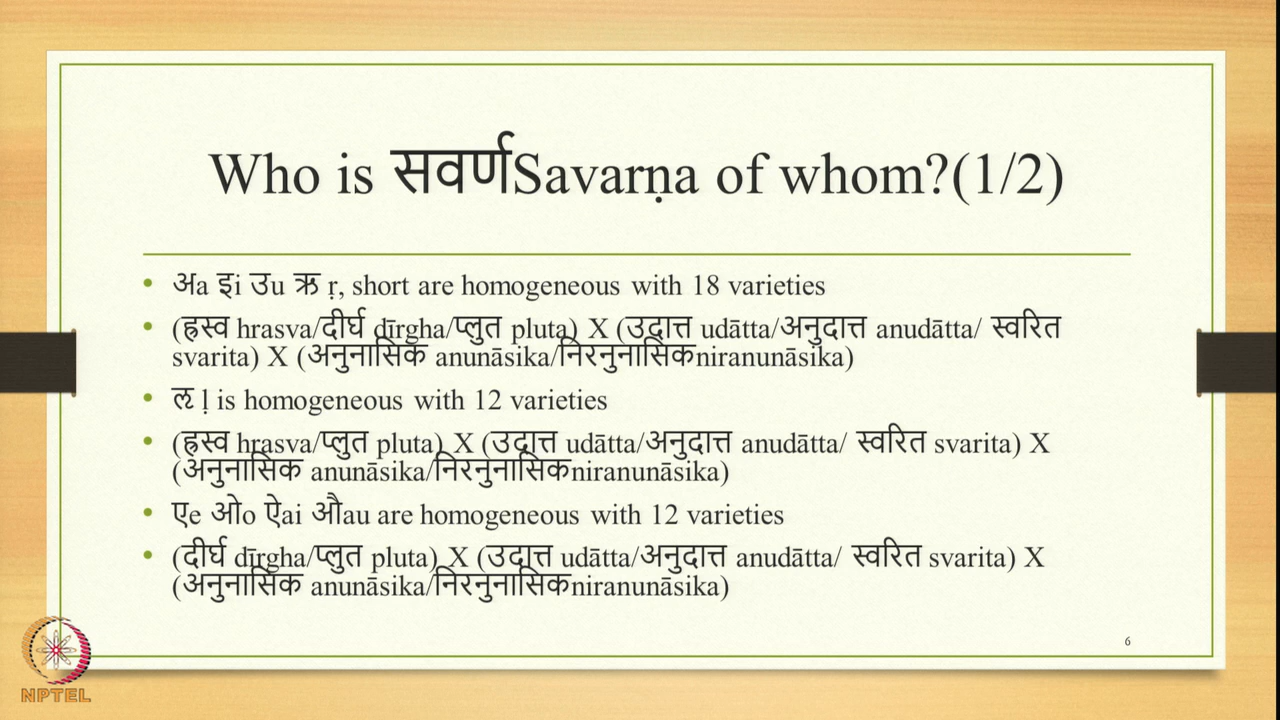 Who is सवर्णSavarṇa of whom?(1/2)
• अa इi उu ऋ ṛ, short are homogeneous with 18 varieties
• (ह्रस्व hrasva/दीर्घ dīrgha/प्लुत pluta) X (उदात्त udātta/अनुदात्त anudātta/ स्वरित
svarita) X (अनुनासिक anunāsika/निरनुनासिकniranunāsika)
• ऌ ḷ is homogeneous with 12 varieties
• (ह्रस्व hrasva/प्लुत pluta) X (उदात्त udātta/अनुदात्त anudātta/ स्वरित svarita) X
(अनुनासिक anunāsika/निरनुनासिकniranunāsika)
• एe ओo ऐai औau are homogeneous with 12 varieties
• (दीर्घ dīrgha/प्लुत pluta) X (उदात्त udātta/अनुदात्त anudātta/ स्वरित svarita) X
(अनुनासिक anunāsika/निरनुनासिकniranunāsika)
6
NPTEL